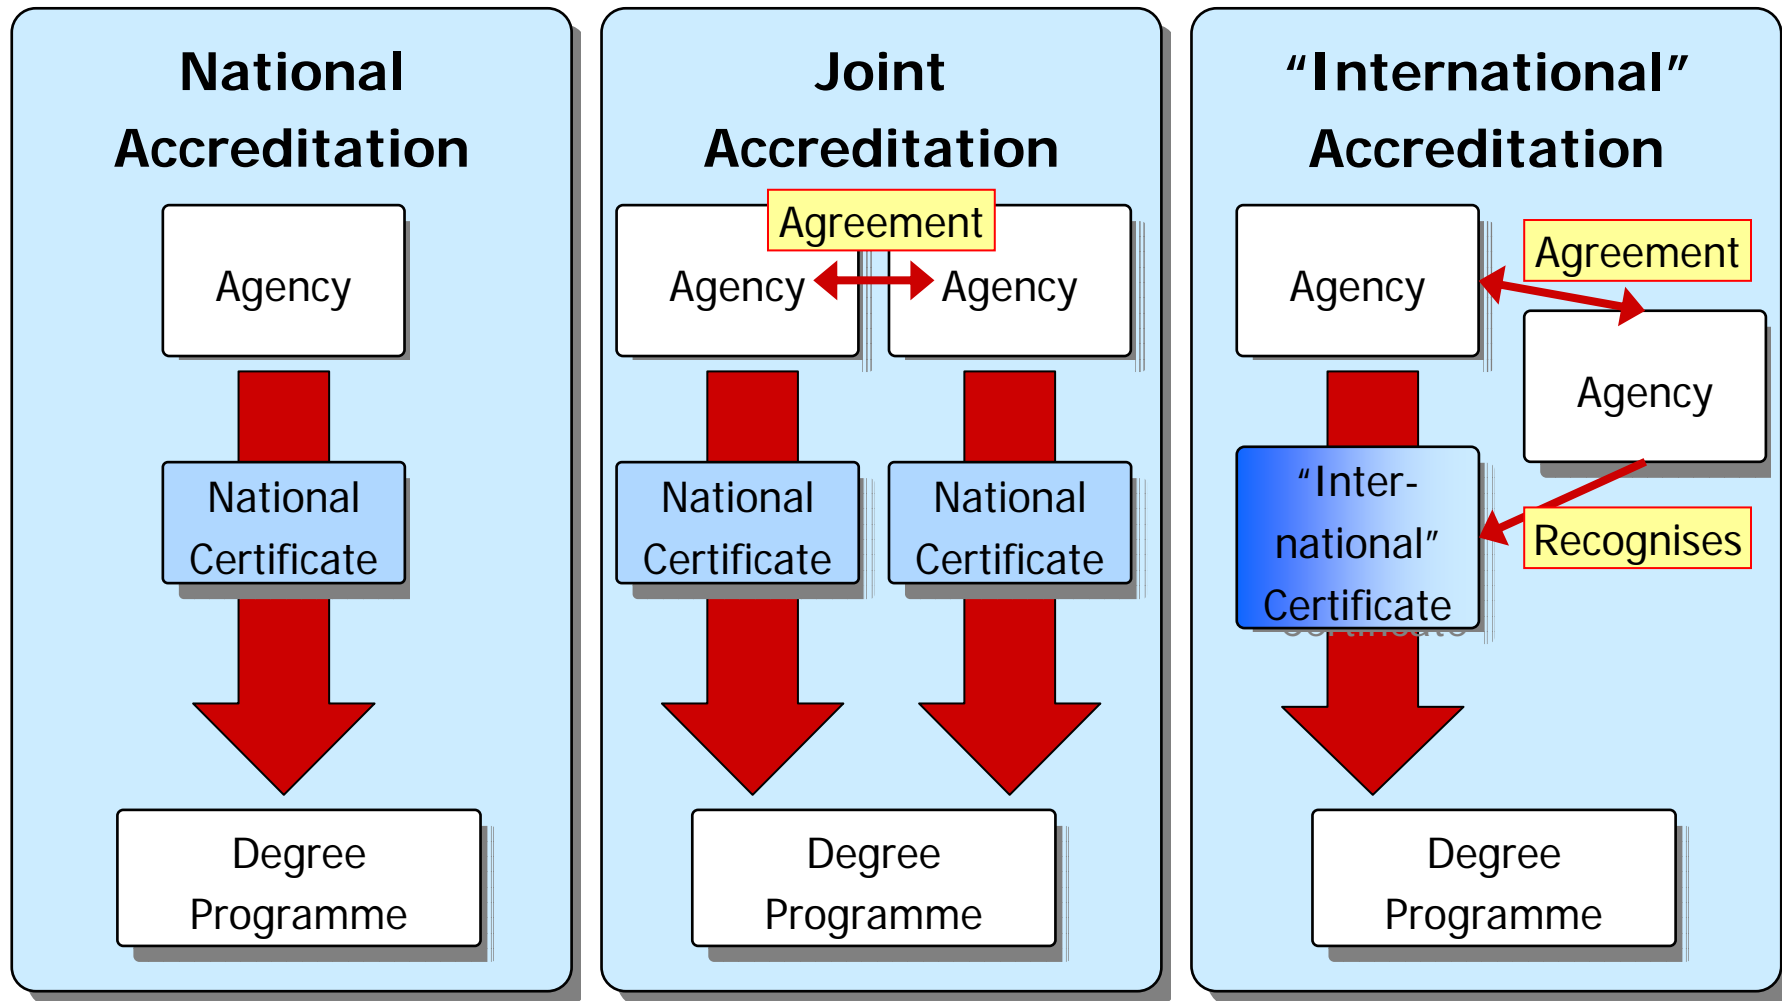 National
Accreditation
Agency
National
Certificate
Degree
Programme
Joint
Accreditation
Agreement
Agency
Agency
National
Certificate
National
Certificate
Degree
Programme
“International”
Accreditation
Agency
Agreement
Agency
“Inter-
national”
Certificate
Recognises
Degree
Programme